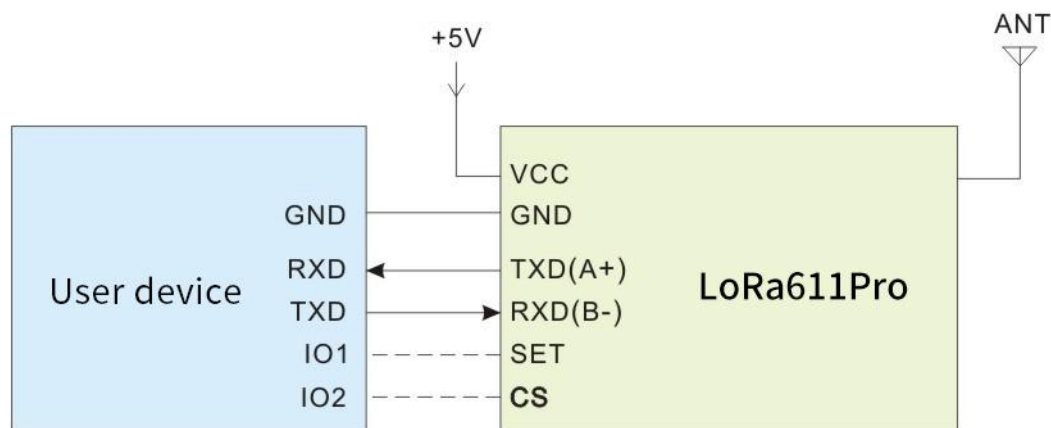 +5V
ANT
VCC
GND
GND
RXD
TXD(A+)
User device
LoRa611Pro
TXD
RXD(B-)
IO1
SET
IO2
CS